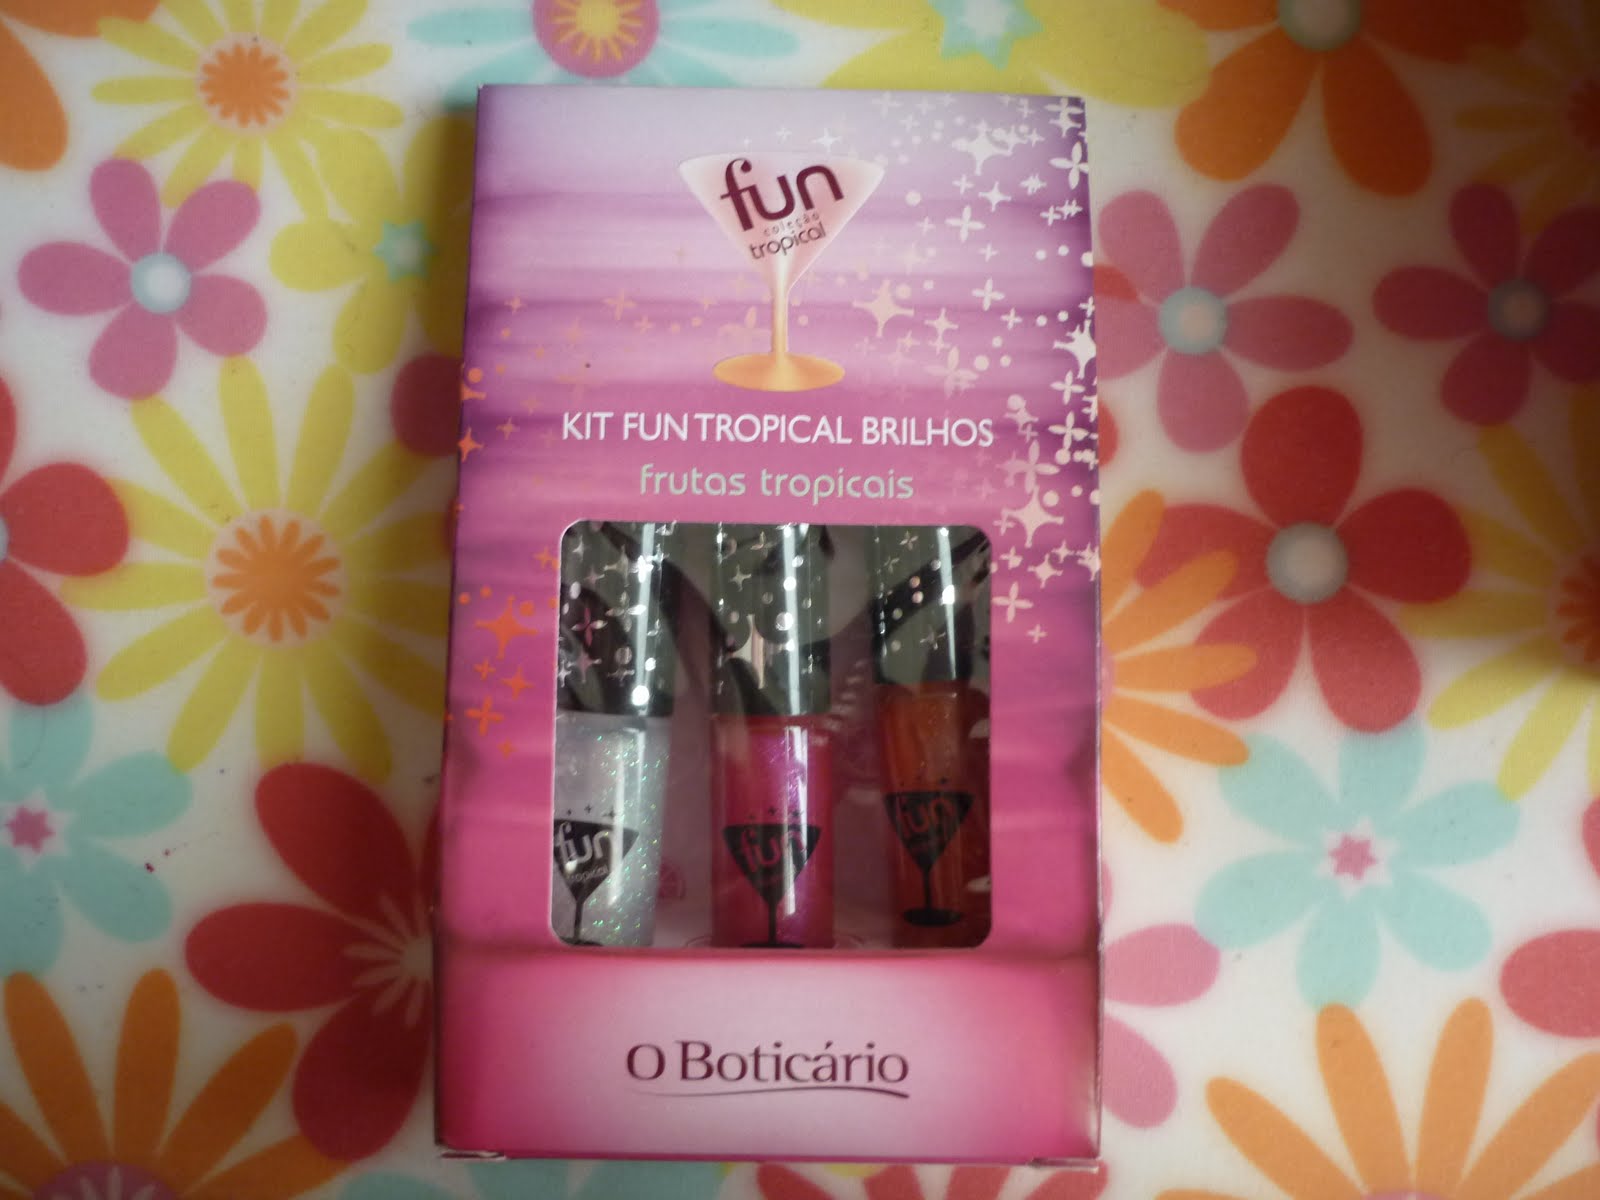 fun
coleção
tropical
KIT FUN TROPICAL BRILHOS
frutas tropicais
fun
tropical
fun
fun
O Boticário